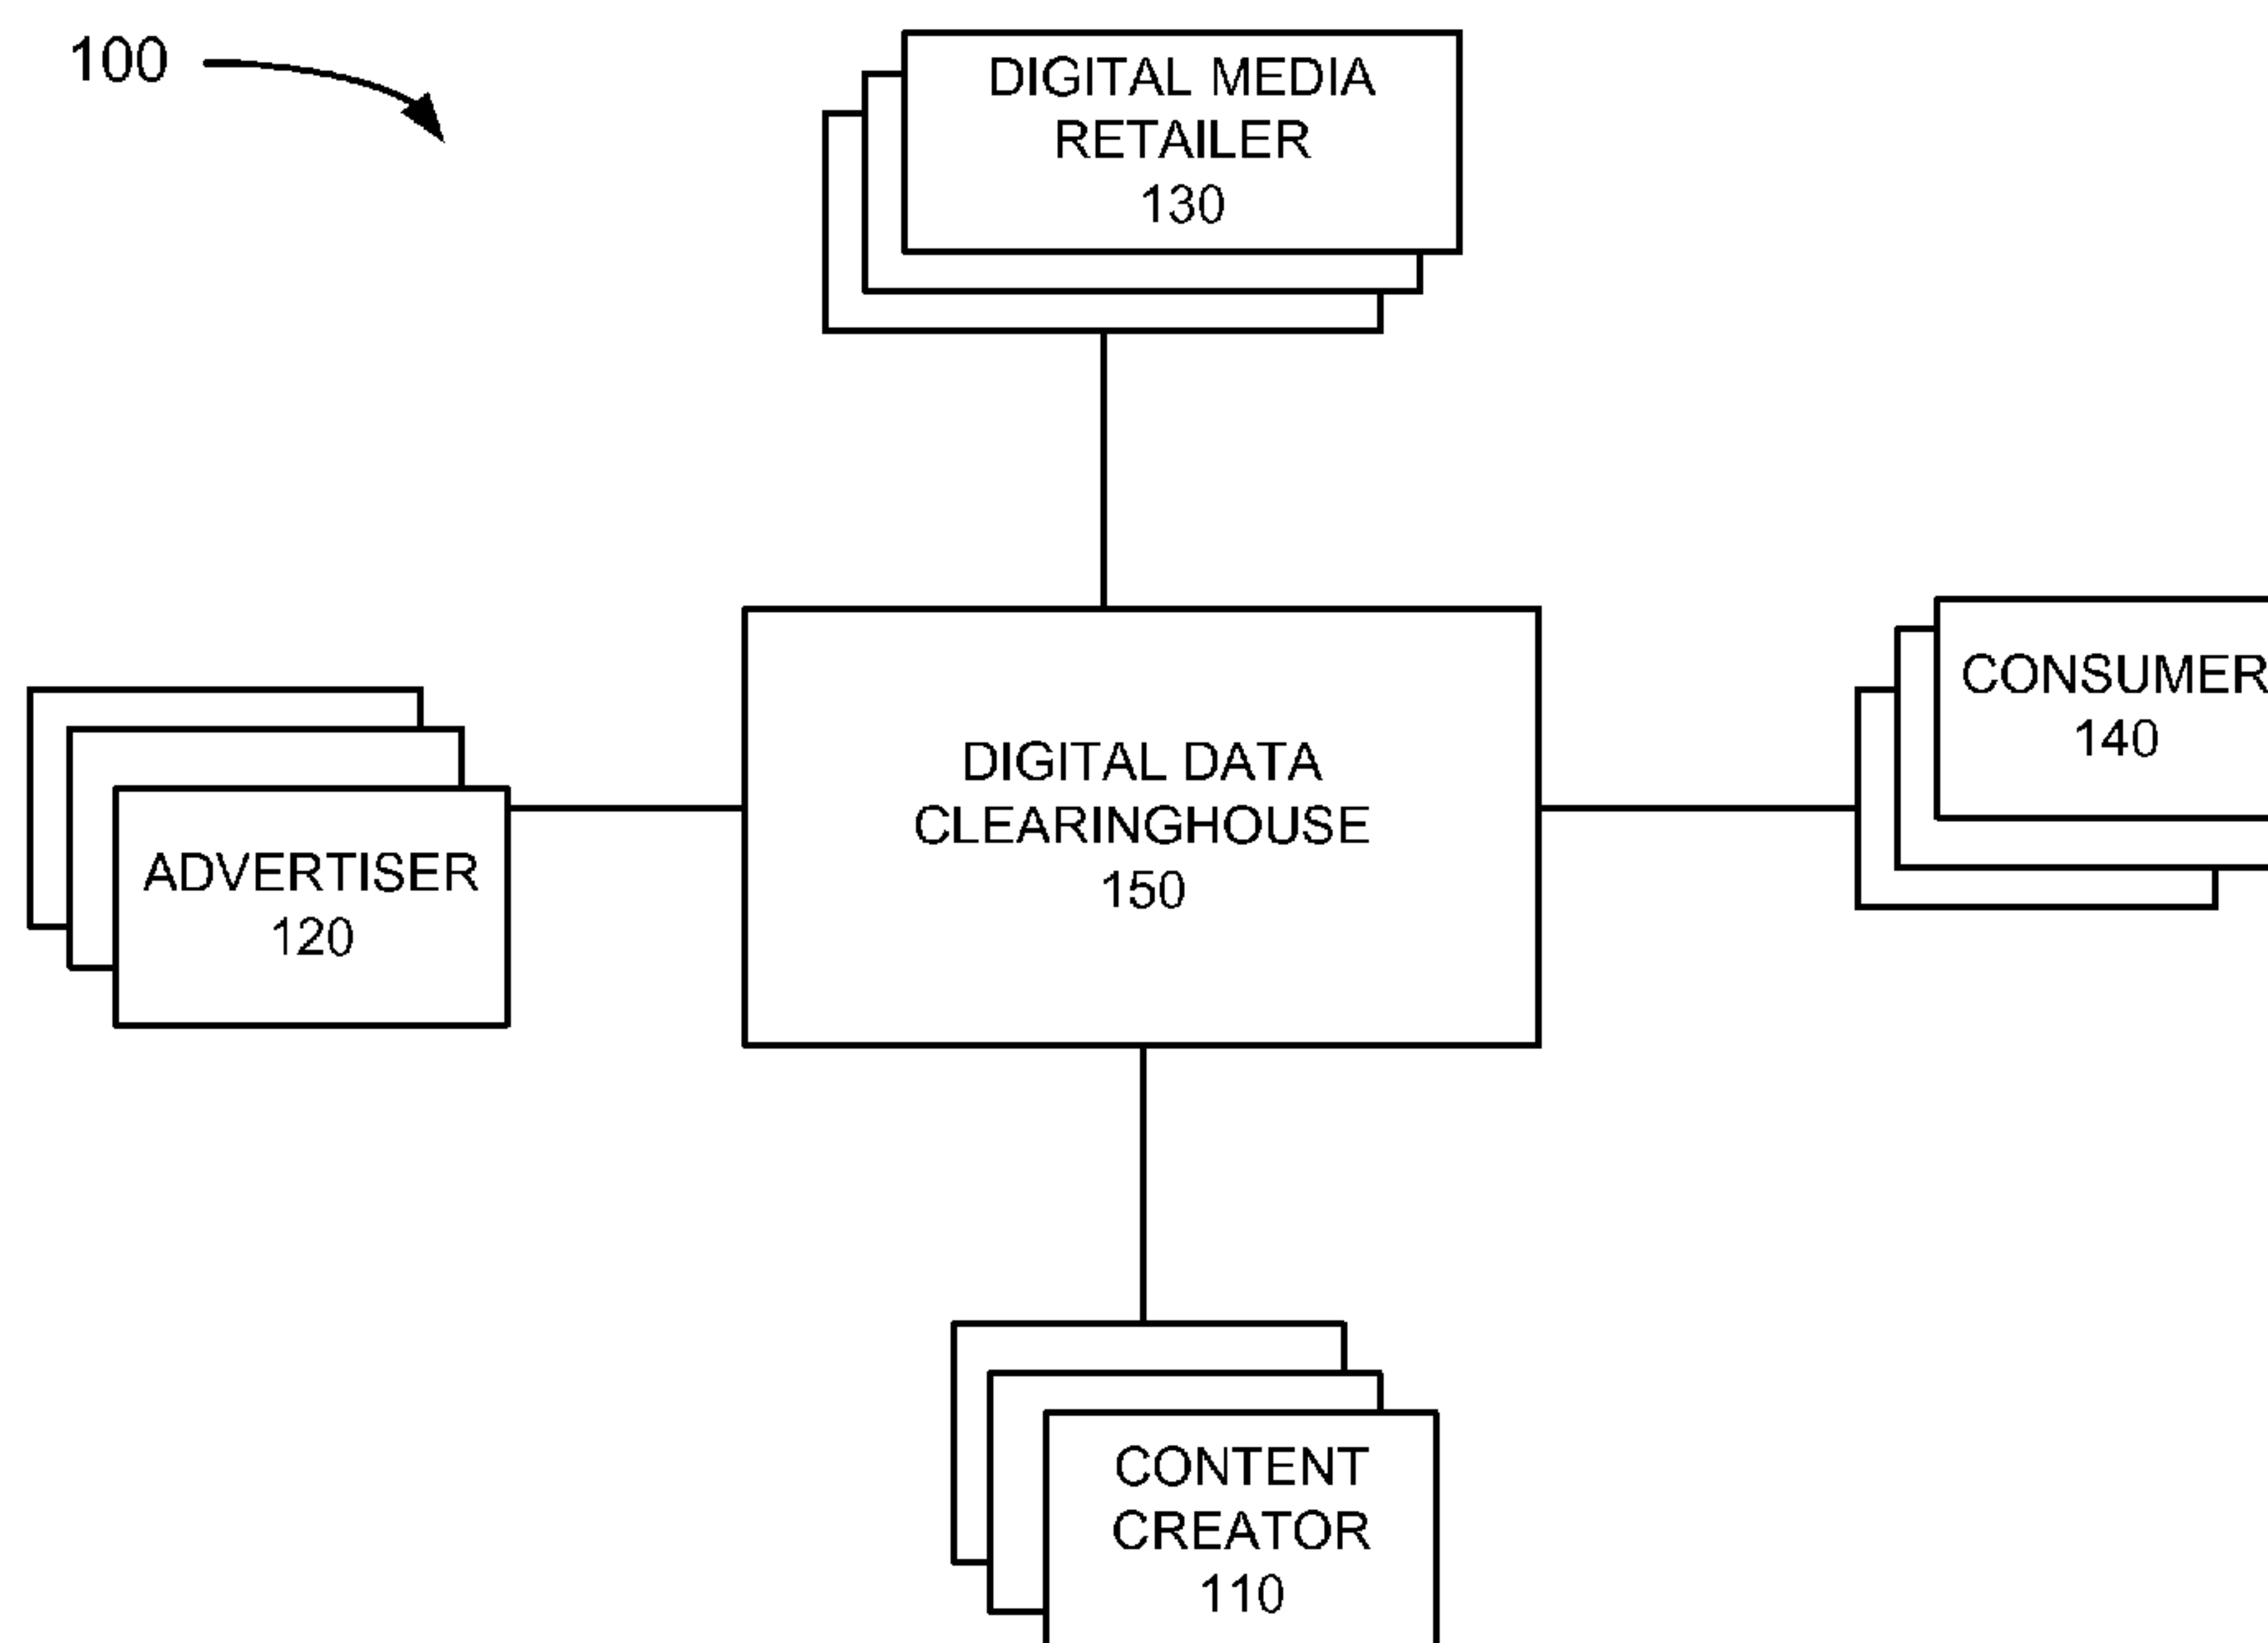 100
DIGITAL MEDIA
RETAILER
130
CONSUMER
140
DIGITAL DATA
CLEARINGHOUSE
150
ADVERTISER
120
CONTENT
CREATOR
110